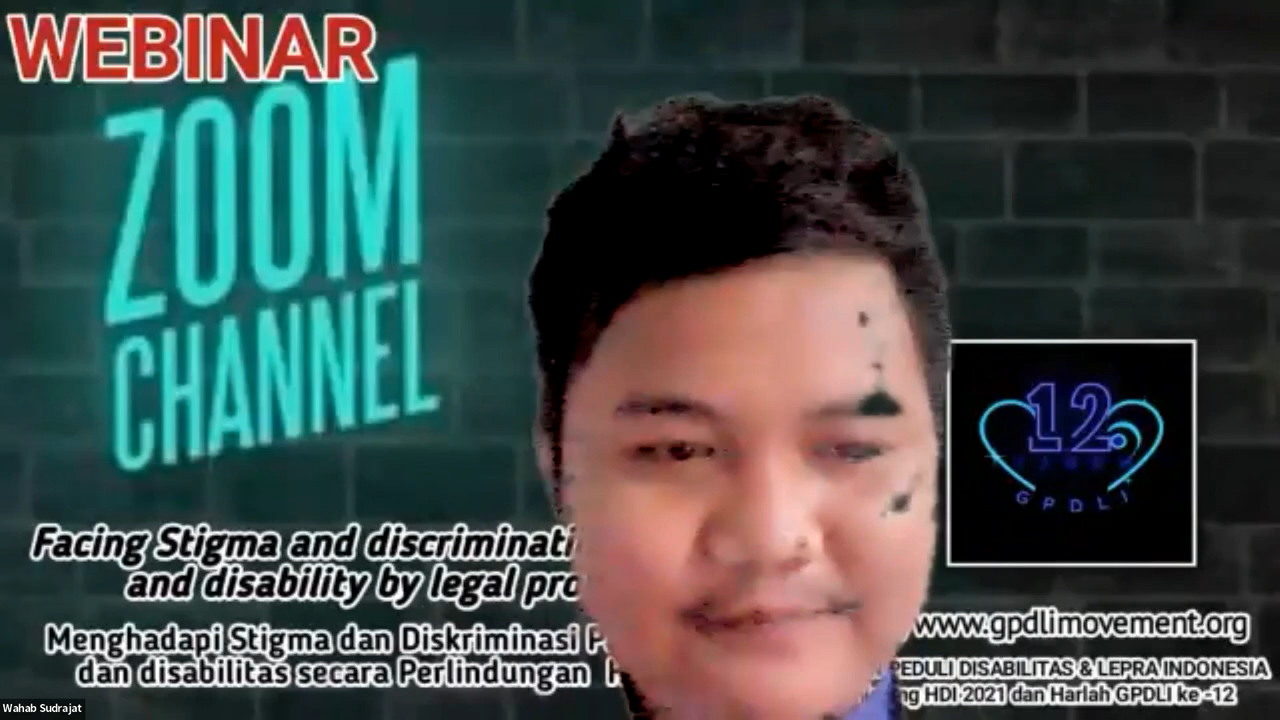 WEBINAR
ZOOM
CHANNEL
12
GPDLI
Facing Stigma and discriminati
and disability by legal pro
Menghadapi Stigma dan Diskriminasi P
dan disabilitas secara Perlindungan H
www.gpdlimovement.org
PEDULI DISABILITAS & LEPRA INDONESIA
ng HDI 2021 dan Harlah GPDLI ke -12
Wahab Sudrajat